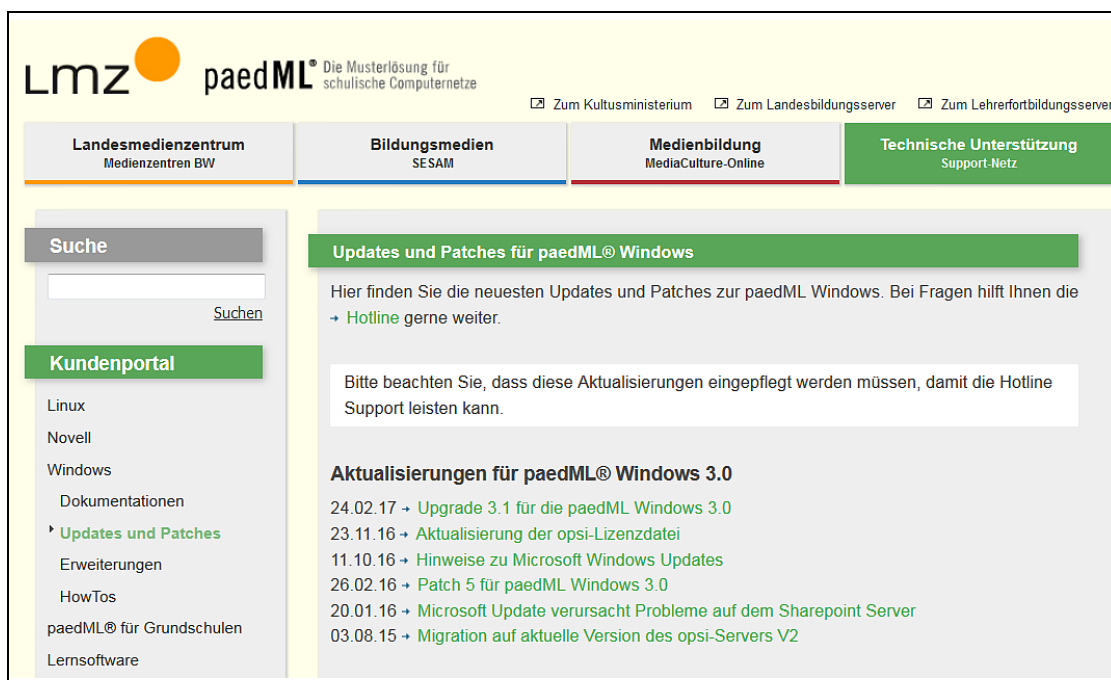 LMZ
paedML® Die Musterlösung für
schulische Computernetze
Zum Kultusministerium Zum Landesbildungsserver Zum Lehrerfortbildungsserver
Landesmedienzentrum
Medienzentren BW
Bildungsmedien
SESAM
Medienbildung
MediaCulture-Online
Technische Unterstützung
Support-Netz
Suche
Suchen
Kundenportal
Linux
Novell
Windows
Dokumentationen
Updates und Patches
Erweiterungen
HowTos
paedML® für Grundschulen
Lernsoftware
Updates und Patches für paedML® Windows
Hier finden Sie die neuesten Updates und Patches zur paedML Windows. Bei Fragen hilft Ihnen die
Hotline gerne weiter.
Bitte beachten Sie, dass diese Aktualisierungen eingepflegt werden müssen, damit die Hotline
Support leisten kann.
Aktualisierungen für paedML® Windows 3.0
24.02.17 Upgrade 3.1 für die paedML Windows 3.0
23.11.16 Aktualisierung der opsi-Lizenzdatei
11.10.16 Hinweise zu Microsoft Windows Updates
26.02.16 Patch 5 für paedML Windows 3.0
20.01.16 Microsoft Update verursacht Probleme auf dem Sharepoint Server
03.08.15 Migration auf aktuelle Version des opsi-Servers V2